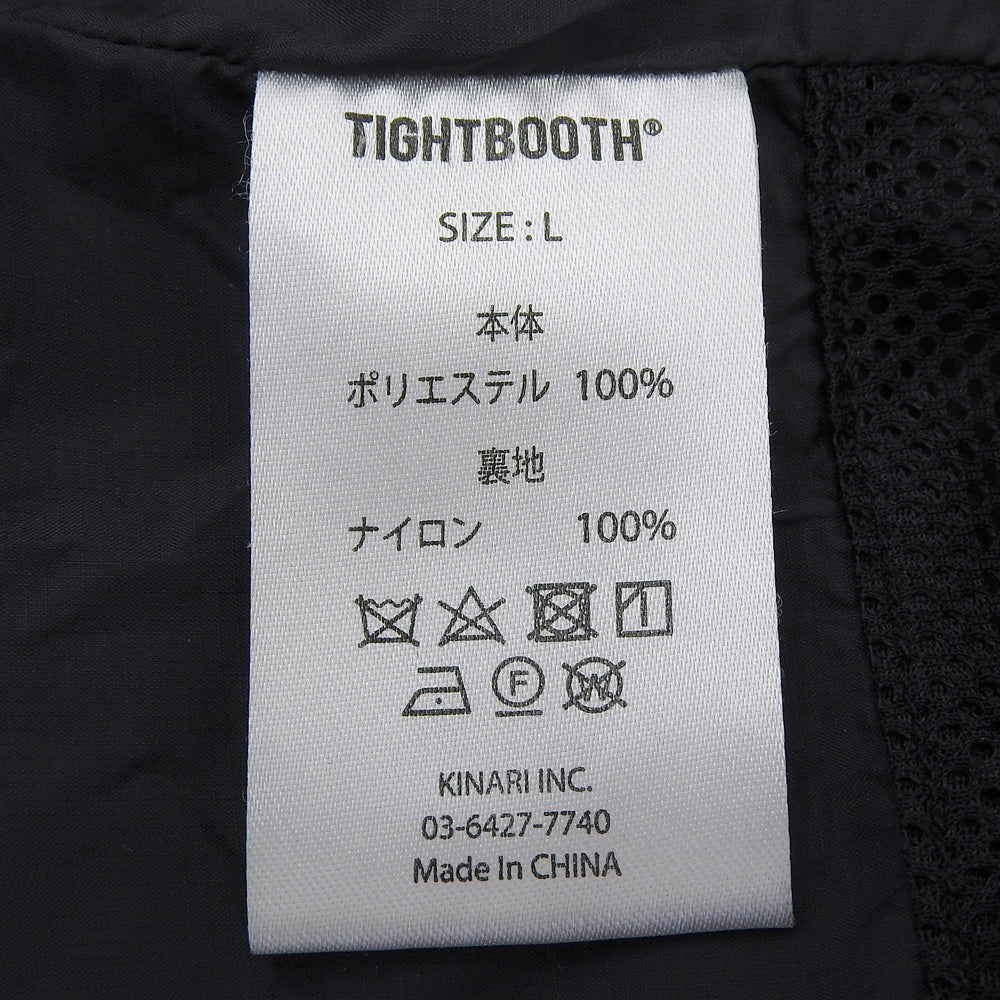 TIGHTBOOTH®
SIZE : L
本体
ポリエステル 100%
裏地
ナイロン 100%
F W
KINARI INC.
03-6427-7740
Made In CHINA